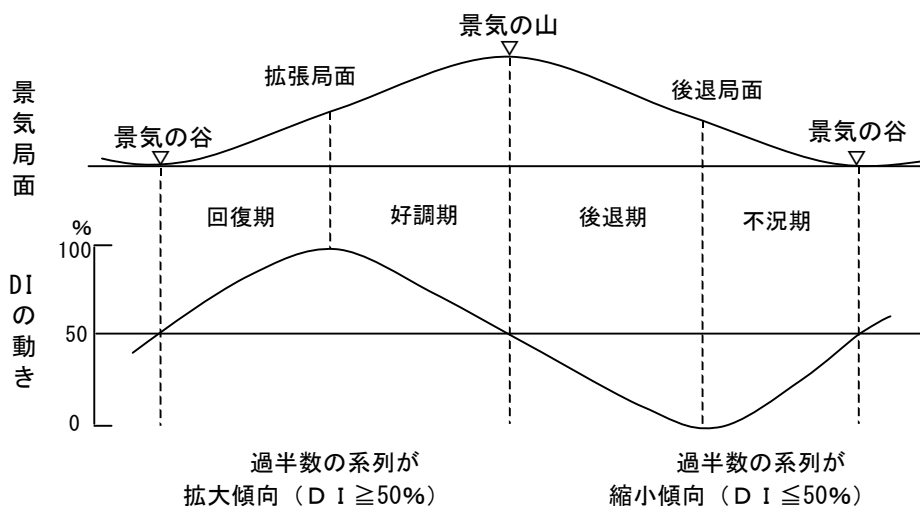 景気の山
▽
拡張局面
後退局面
景気の谷
▽
景気の谷
▽
景気局面
回復期
好調期
後退期
不況期
%
100
50
0
DIの動き
過半数の系列が
拡大傾向（ＤＩ≧50%）
過半数の系列が
縮小傾向（ＤＩ≦50%）